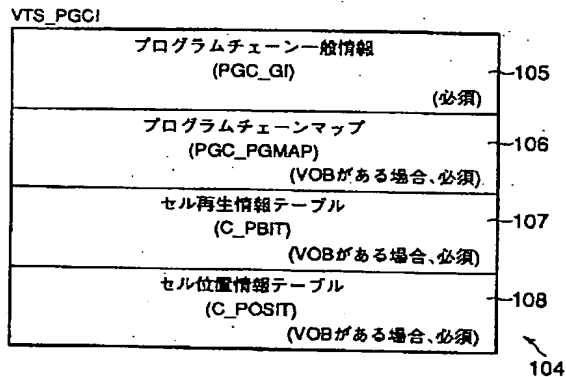 VTS_PGCI
プログラムチェーン一般情報
(PGC_GI)
(必須)
105
プログラムチェーンマップ
(PGC_PGMAP)
(VOBがある場合、必須)
106
セル再生情報テーブル
(C_PBIT)
(VOBがある場合、必須)
107
セル位置情報テーブル
(C_POSIT)
(VOBがある場合、必須)
108
104